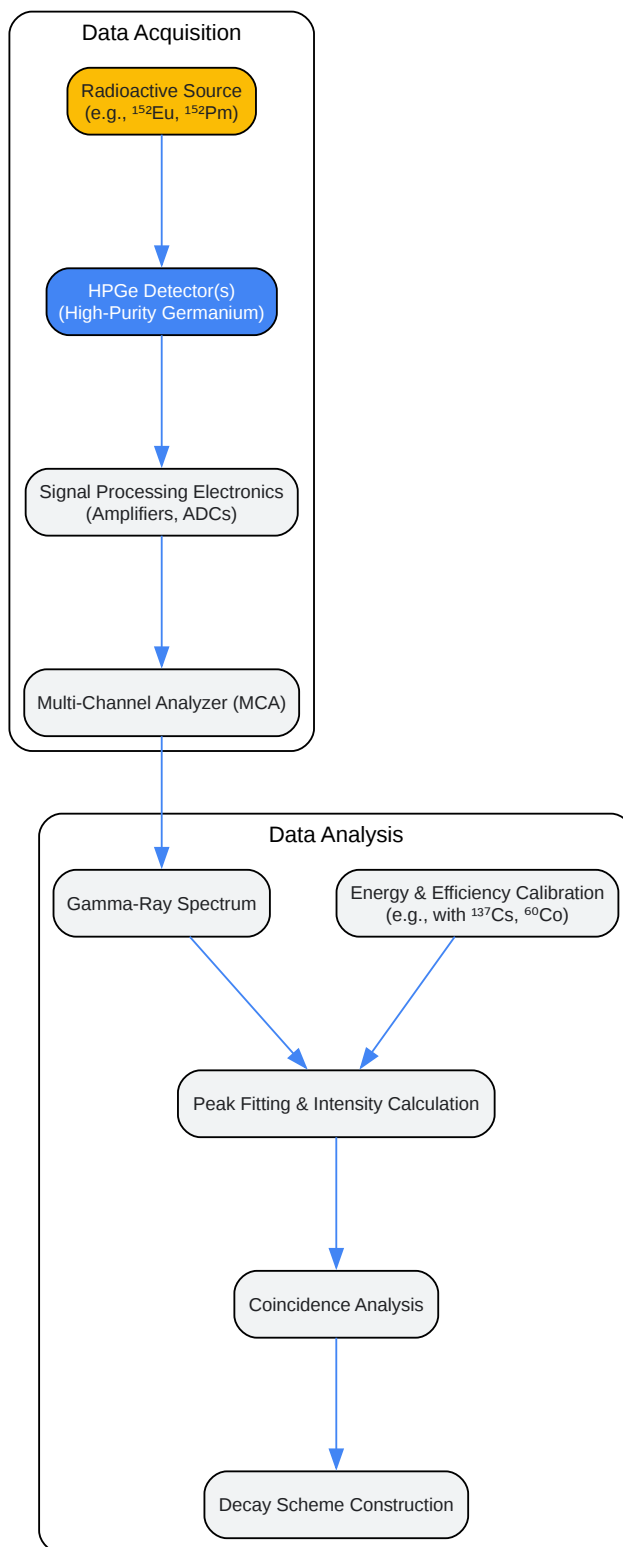 Data Acquisition
Radioactive Source
(e.g., ¹⁵²Eu, ¹⁵²Pm)
HPGe Detector(s)
(High-Purity Germanium)
Signal Processing Electronics
(Amplifiers, ADCs)
Multi-Channel Analyzer (MCA)
Data Analysis
Gamma-Ray Spectrum
Energy & Efficiency Calibration
(e.g., with ¹³⁷Cs, ⁶⁰Co)
Peak Fitting & Intensity Calculation
Coincidence Analysis
Decay Scheme Construction